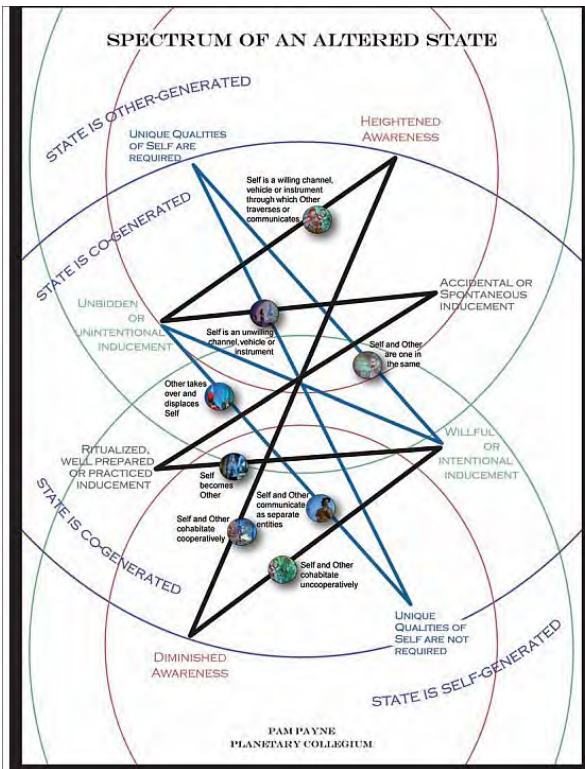 SPECTRUM OF AN ALTERED STATE
STATE IS OTHER-GENERATED
UNIQUE QUALITIES
OF SELF ARE
REQUIRED
HEIGHTENED
AWARENESS
Self is a willing channel,
vehicle or instrument
through which Other
traverses or
communicates
STATE IS CO-GENERATED
ACCIDENTAL OR
SPONTANEOUS
INDUCEMENT
UNBIDDEN
OR
UNINTENTIONAL
INDUCEMENT
Self is an unwilling
channel, vehicle or
instrument
Self and Other
are one in
the same
Other takes
over and
displaces
Self
WILLFUL
OR
INTENTIONAL
INDUCEMENT
RITUALIZED,
WELL PREPARED
OR PRACTICED
INDUCEMENT
Self
becomes
Other
Self and Other
communicate
as separate
entities
STATE IS CO-GENERATED
Self and Other
cohabitate
cooperatively
Self and Other
cohabitate
uncooperatively
UNIQUE
QUALITIES OF
SELF ARE NOT
REQUIRED
DIMINISHED
AWARENESS
STATE IS SELF-GENERATED
PAM PAYNE
PLANETARY COLLEGIUM